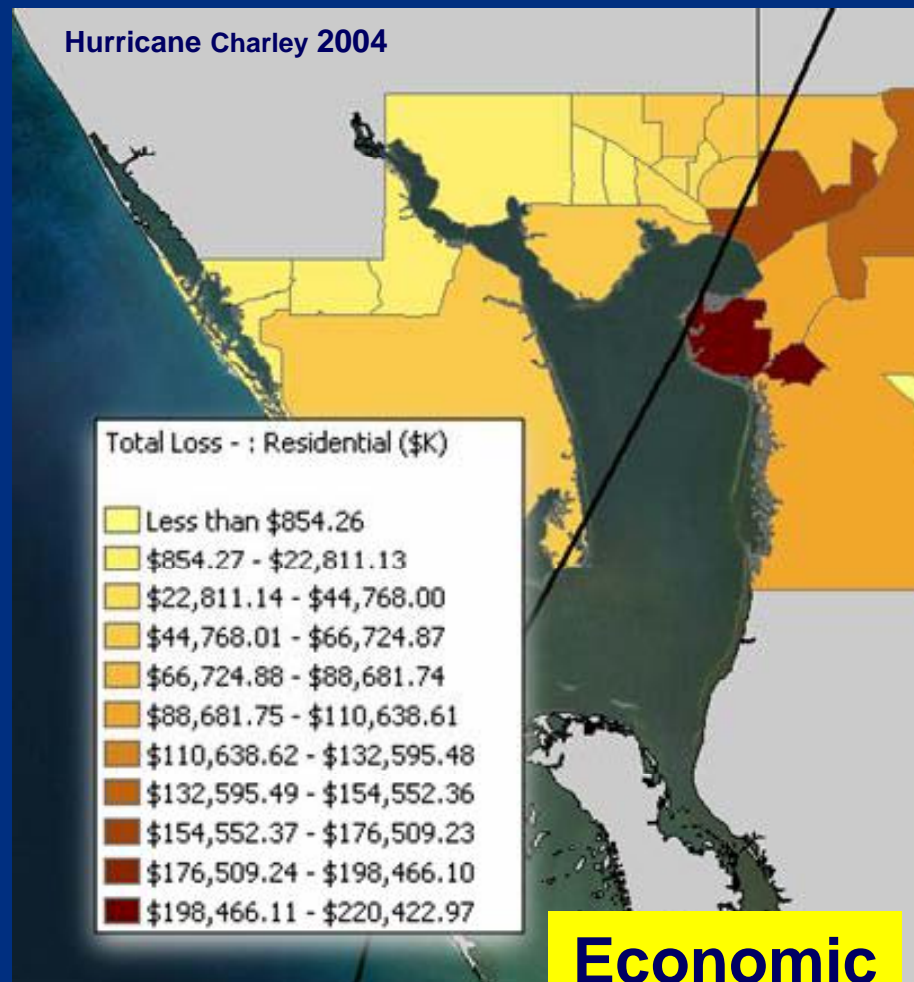 Hurricane Charley 2004
Total Loss - : Residential ($K)
Less than $854.26
$854.27 - $22,811.13
$22,811.14 - $44,768.00
$44,768.01 - $66,724.87
$66,724.88 - $88,681.74
$88,681.75 - $110,638.61
$110,638.62 - $132,595.48
$132,595.49 - $154,552.36
$154,552.37 - $176,509.23
$176,509.24 - $198,466.10
$198,466.11 - $220,422.97
Economic